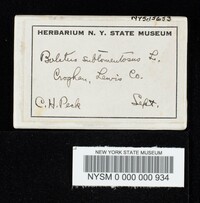 NYSf15613
HERBARIUM N. Y. STATE MUSEUM
Boletus subtomentosus L.
Croghan, Lewis Co.
C. H. Peck Sept.
NEW YORK STATE MUSEUM
NYSM 0 000 000 934